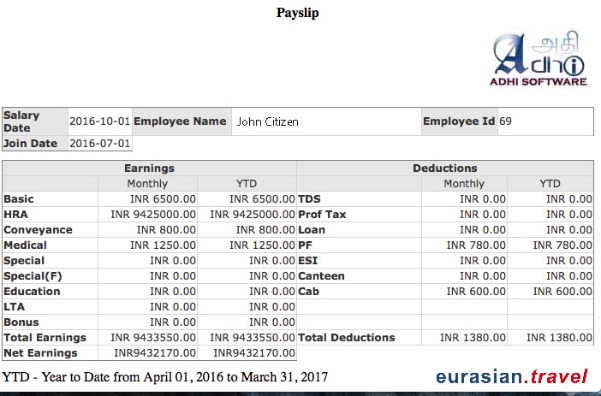 Payslip
அதி
Adhi
ADHI SOFTWARE
Salary Date 2016-10-01 Employee Name John Citizen Employee Id 69
Join Date 2016-07-01
Earnings Deductions
Monthly YTD Monthly YTD
Basic INR 6500.00 INR 6500.00 TDS INR 0.00 INR 0.00
HRA INR 9425000.00 INR 9425000.00 Prof Tax INR 0.00 INR 0.00
Conveyance INR 800.00 INR 800.00 Loan INR 0.00 INR 0.00
Medical INR 1250.00 INR 1250.00 PF INR 780.00 INR 780.00
Special INR 0.00 INR 0.00 ESI INR 0.00 INR 0.00
Special(F) INR 0.00 INR 0.00 Canteen INR 0.00 INR 0.00
Education INR 0.00 INR 0.00 Cab INR 600.00 INR 600.00
LTA INR 0.00 INR 0.00
Bonus INR 0.00 INR 0.00
Total Earnings INR 9433550.00 INR 9433550.00 Total Deductions INR 1380.00 INR 1380.00
Net Earnings INR9432170.00 INR9432170.00
YTD - Year to Date from April 01, 2016 to March 31, 2017
eurasian.travel